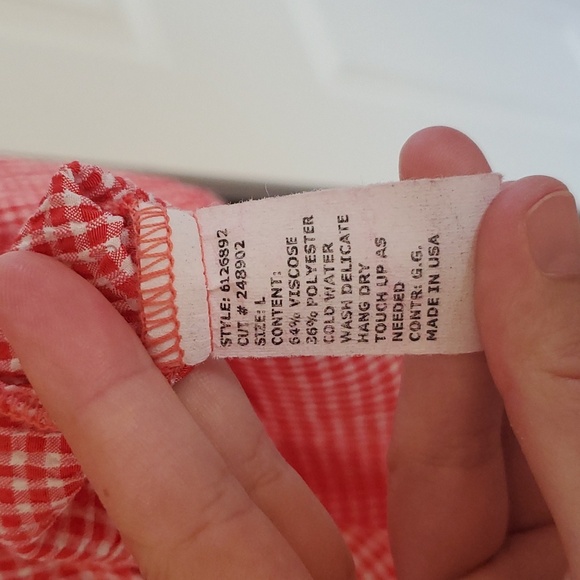 STYLE: 6126892
CUT # 248902
SIZE: L
CONTENT:
64% VISCOSE
36% POLYESTER
COLD WATER
WASH DELICATE
HANG DRY
TOUCH UP AS
NEEDED
CONTR: G.G.
MADE IN USA